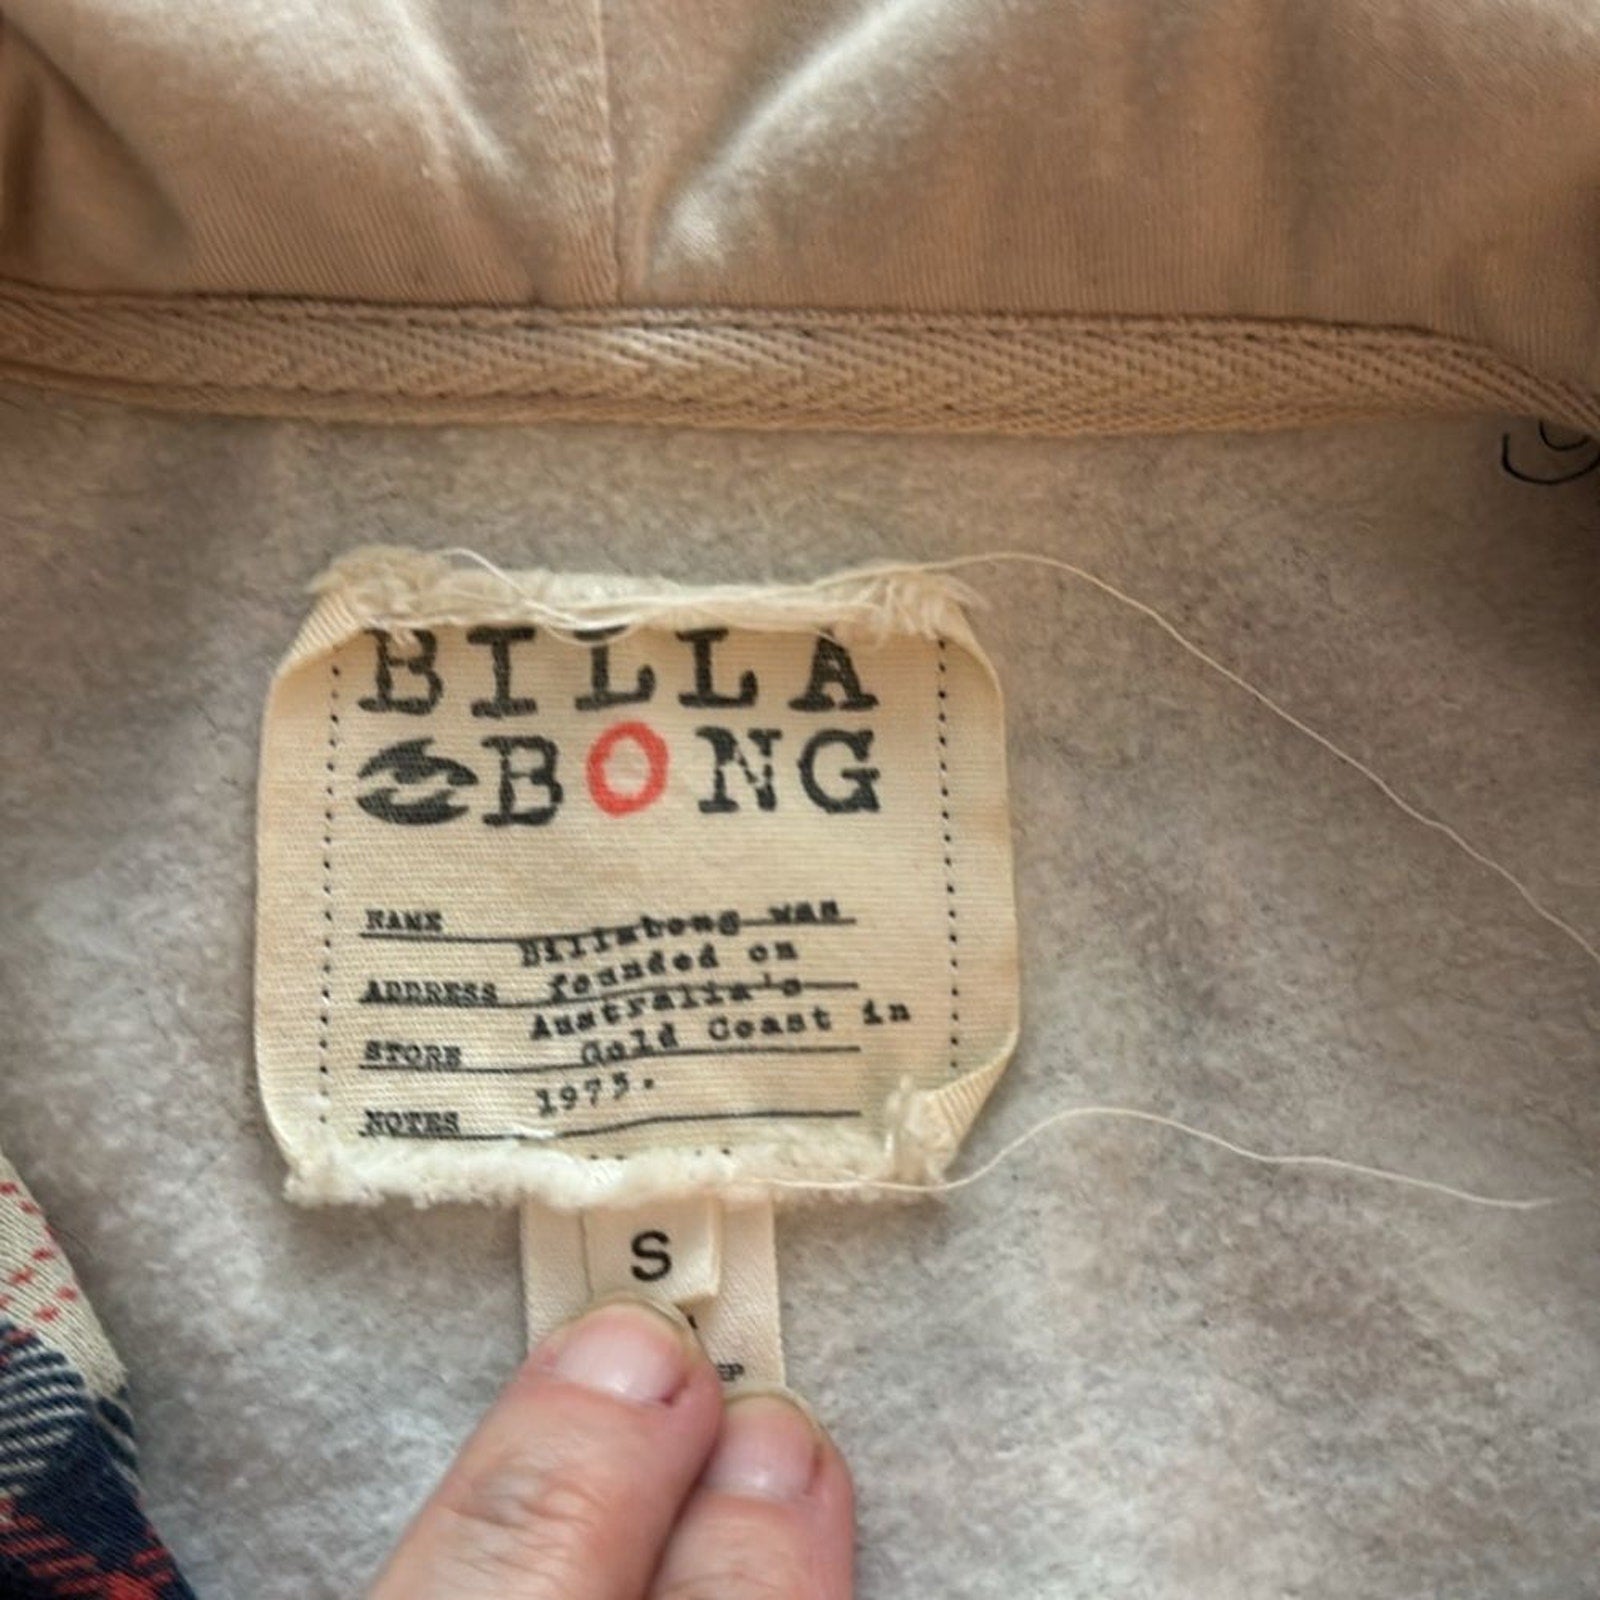 BILLA
BONG
NAME
Billabong was
founded on
ADDRESS
Australia's
Gold Coast in
STORE
1973.
NOTES
S